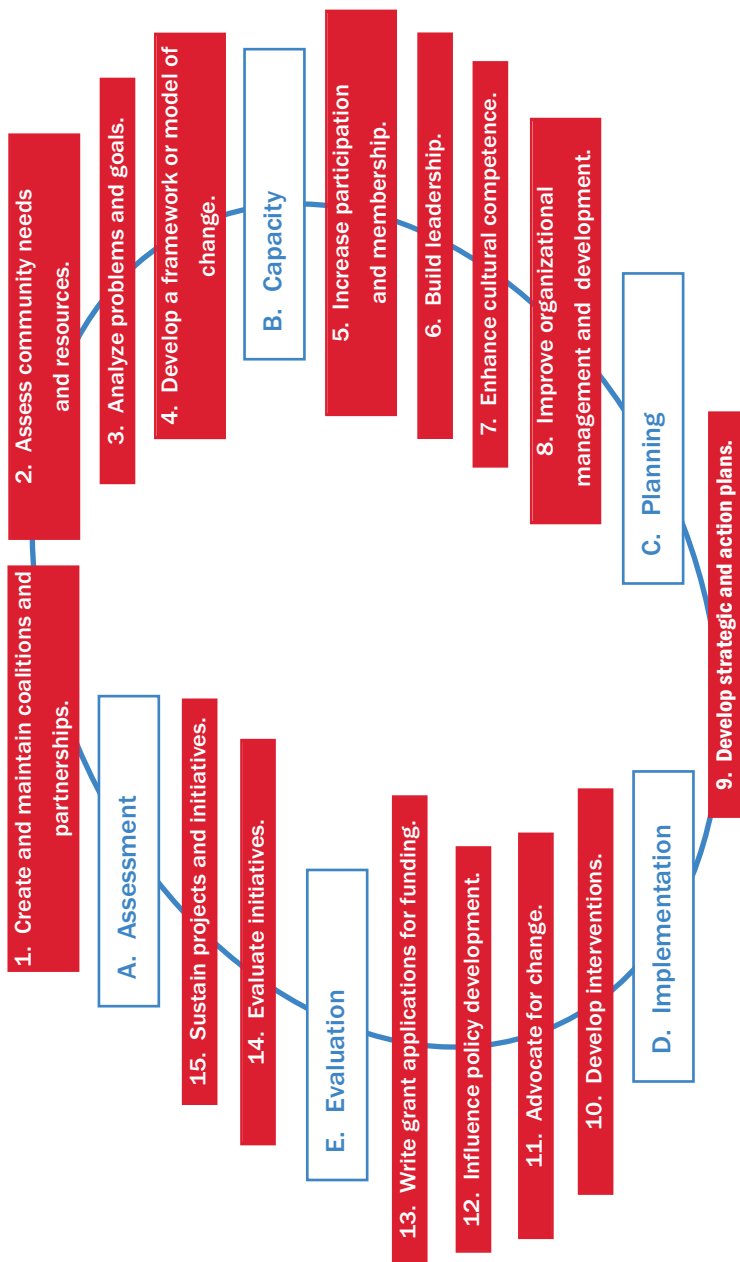 A. Assessment
1. Create and maintain coalitions and
partnerships.
2. Assess community needs
and resources.
3. Analyze problems and goals.
4. Develop a framework or model of
change.
B. Capacity
5. Increase participation
and membership.
6. Build leadership.
7. Enhance cultural competence.
8. Improve organizational
management and development.
C. Planning
9. Develop strategic and action plans.
D. Implementation
10. Develop interventions.
11. Advocate for change.
12. Influence policy development.
13. Write grant applications for funding.
E. Evaluation
14. Evaluate initiatives.
15. Sustain projects and initiatives.